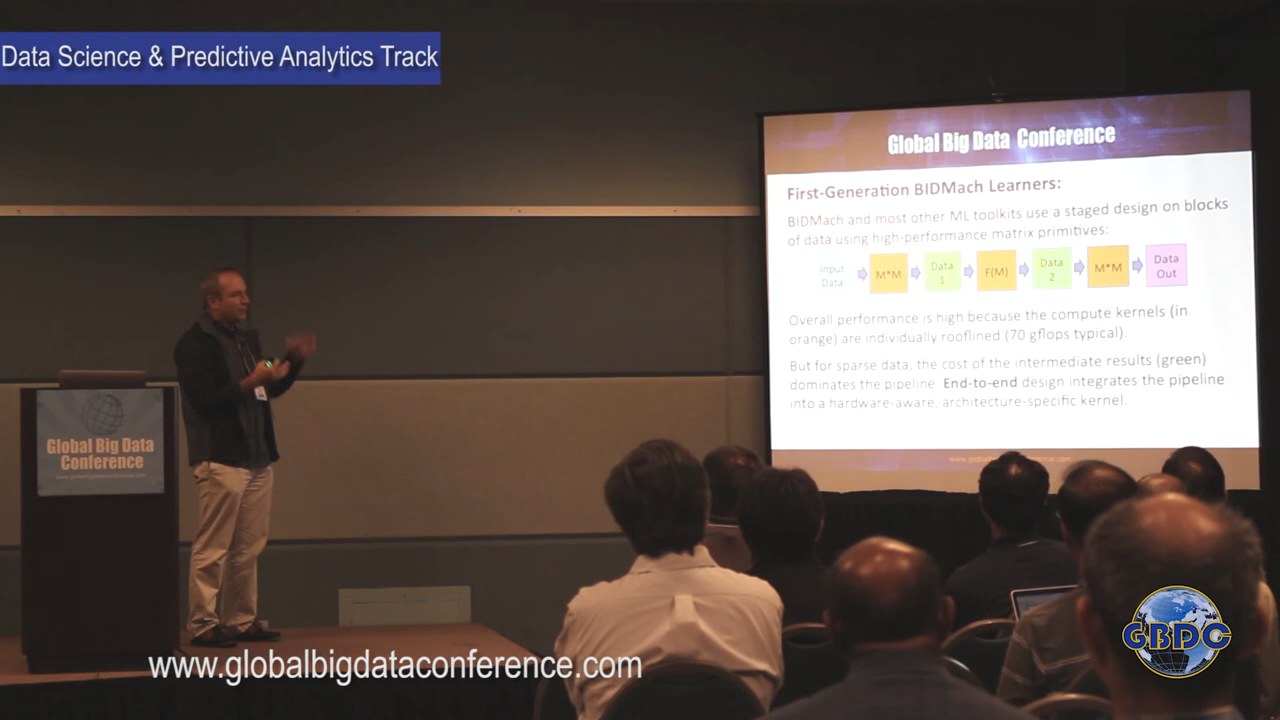 Data Science & Predictive Analytics Track
Global Big Data Conference
First-Generation BIDMach Learners:
BIDMach and most other ML toolkits use a staged design on blocks
of data using high-performance matrix primitives:
Input
Data
M*M
Data
1
F(M)
Data
2
M*M
Data
Out
Overall performance is high because the compute kernels (in
orange) are individually rooflined (70 gflops typical).
But for sparse data, the cost of the intermediate results (green)
dominates the pipeline. End-to-end design integrates the pipeline
into a hardware-aware, architecture-specific kernel.
Global Big Data
Conference
www.globalbigdataconference.com
GBDC